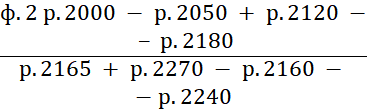 ф. 2 р. 2000 − р. 2050 + р. 2120 −
− р. 2180
р. 2165 + р. 2270 − р. 2160 −
− р. 2240